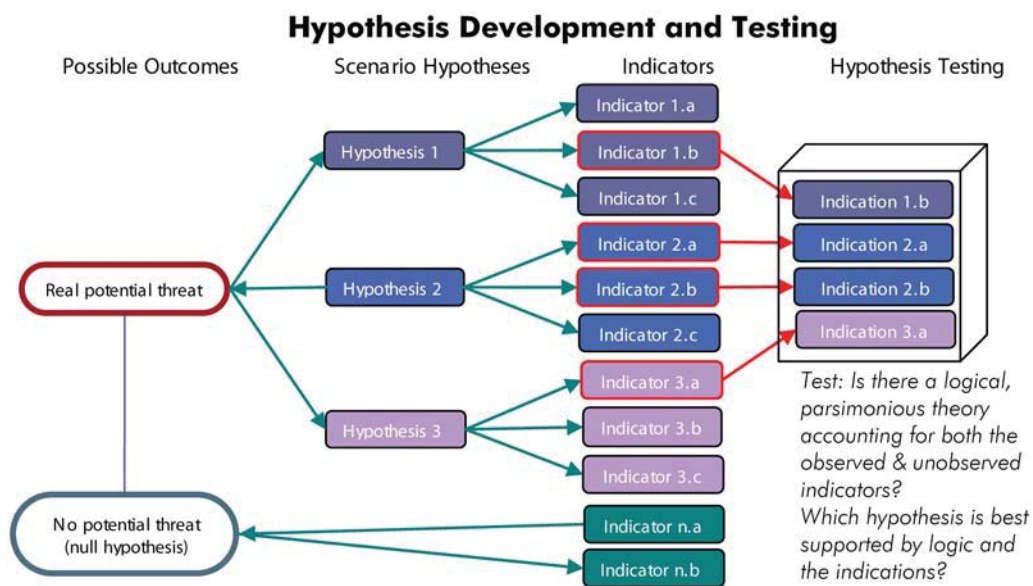 Hypothesis Development and Testing
Possible Outcomes
Scenario Hypotheses
Indicators
Hypothesis Testing
Real potential threat
No potential threat
(null hypothesis)
Hypothesis 1
Hypothesis 2
Hypothesis 3
Indicator 1.a
Indicator 1.b
Indicator 1.c
Indicator 2.a
Indicator 2.b
Indicator 2.c
Indicator 3.a
Indicator 3.b
Indicator 3.c
Indicator n.a
Indicator n.b
Indication 1.b
Indication 2.a
Indication 2.b
Indication 3.a
Test: Is there a logical,
parsimonious theory
accounting for both the
observed & unobserved
indicators?
Which hypothesis is best
supported by logic and
the indications?